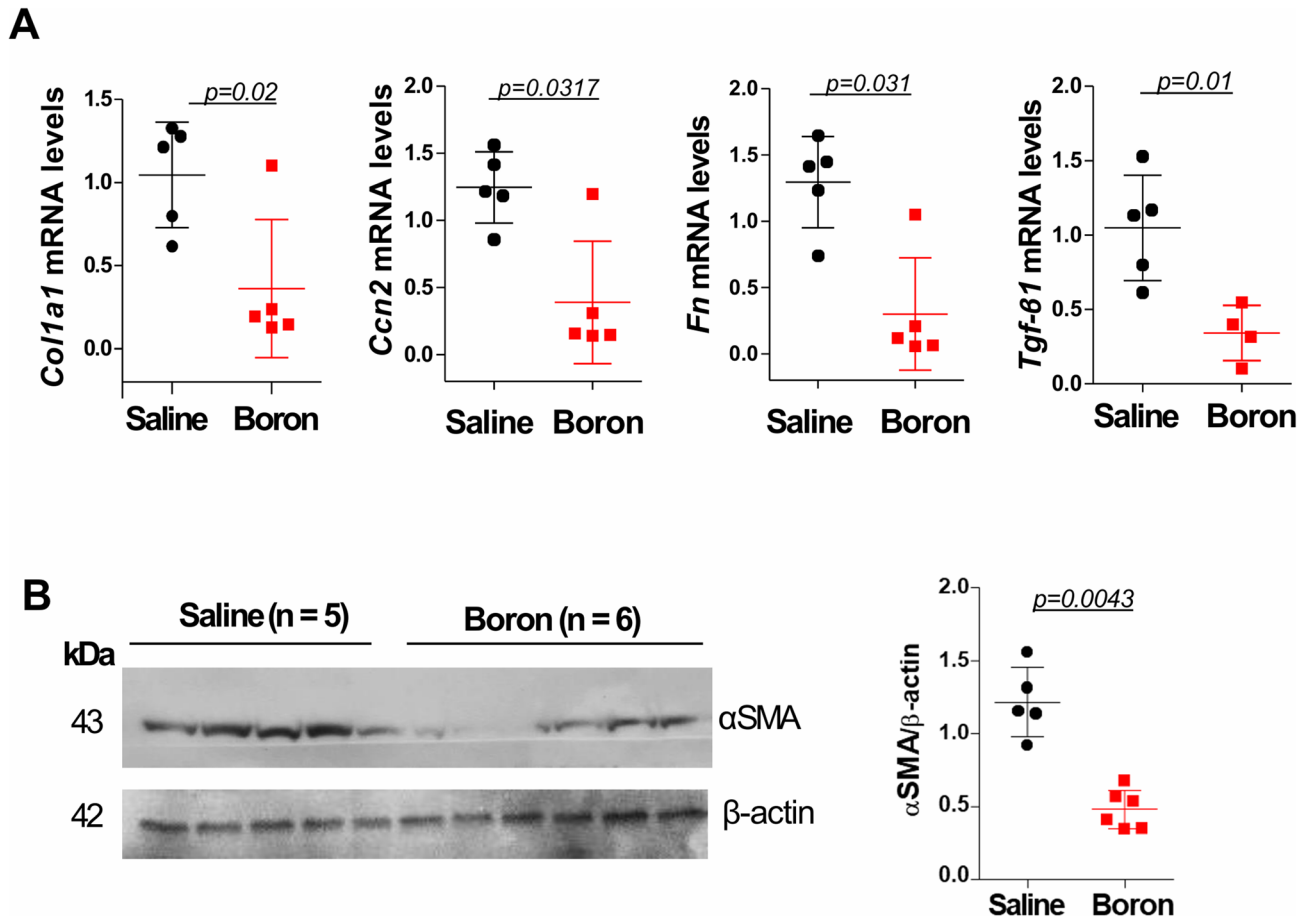 A
p=0.02
1.5
1.0
0.5
0.0
Col1a1 mRNA levels
Saline Boron
p=0.0317
2.0
1.5
1.0
0.5
0.0
Ccn2 mRNA levels
Saline Boron
p=0.031
2.0
1.5
1.0
0.5
0.0
Fn mRNA levels
Saline Boron
p=0.01
2.0
1.5
1.0
0.5
0.0
Tgf-β1 mRNA levels
Saline Boron
B
Saline (n = 5)
Boron (n = 6)
kDa
43
αSMA
42
β-actin
p=0.0043
2.0
1.5
1.0
0.5
0.0
αSMA/β-actin
Saline Boron